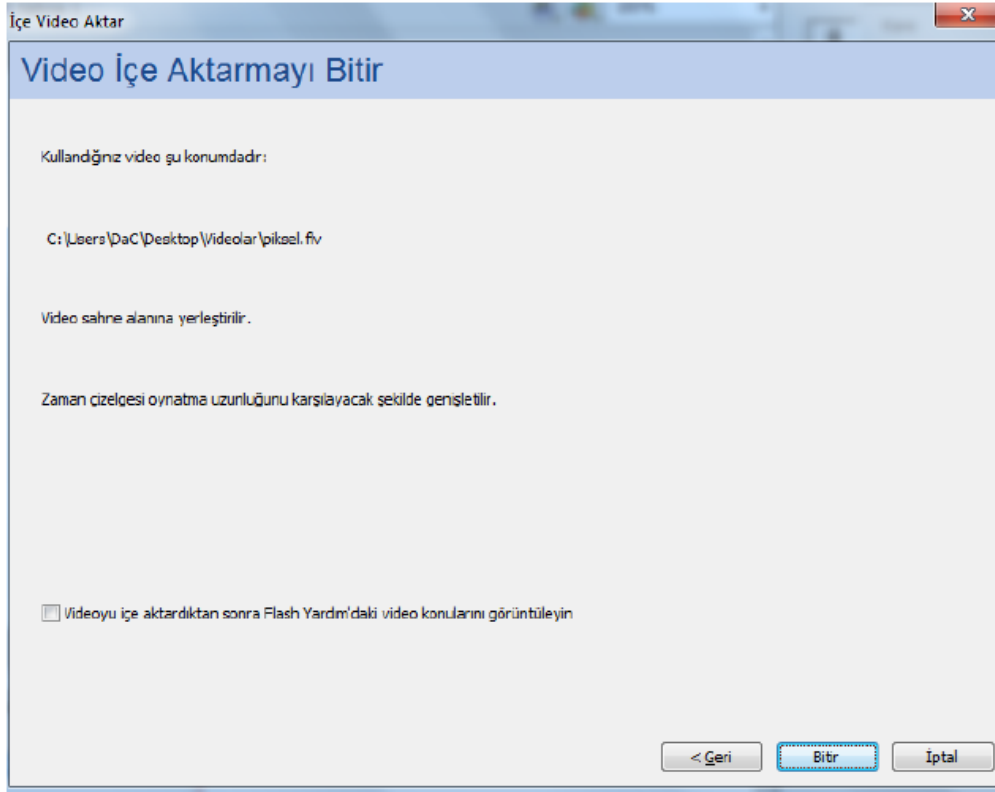 İçe Video Aktar
Video İçe Aktarmayı Bitir
Kullandığınız video şu konumdadır:
C:\Users\DaC\Desktop\Videolar\piksel.flv
Video sahne alanına yerleştirilir.
Zaman çizelgesi oynatma uzunluğunu karşılayacak şekilde genişletilir.
Videoyu içe aktardıktan sonra Flash Yardım'daki video konularını görüntüleyin
< Geri Bitir İptal